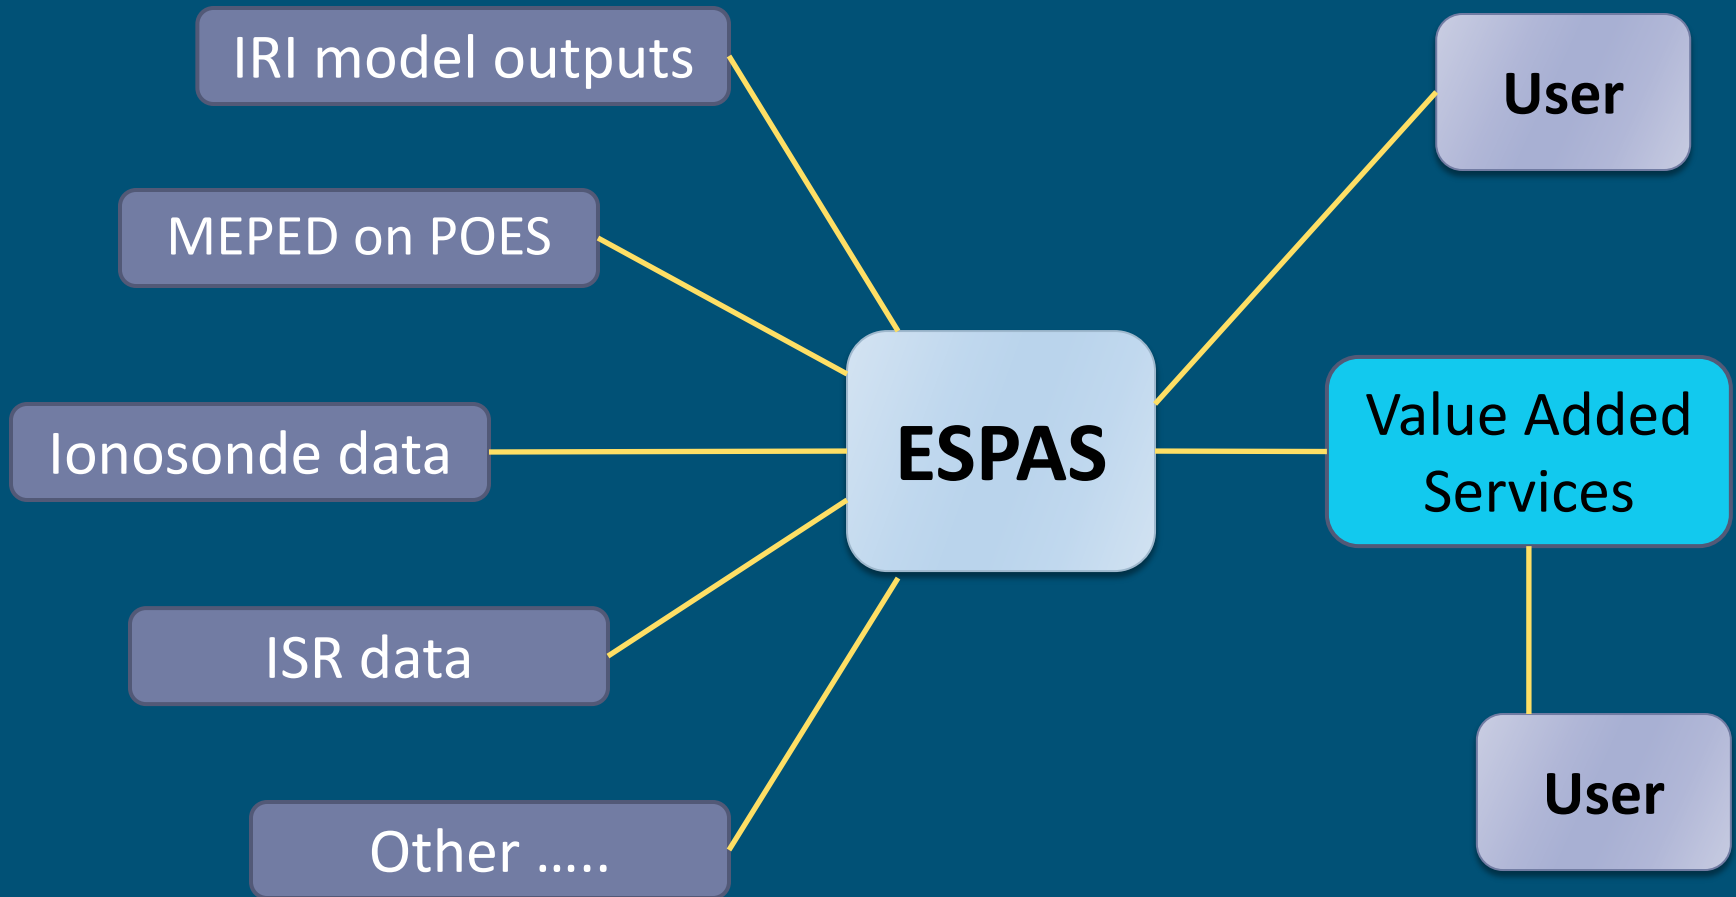 IRI model outputs
MEPED on POES
Ionosonde data
ISR data
Other .....
ESPAS
User
Value Added
Services
User